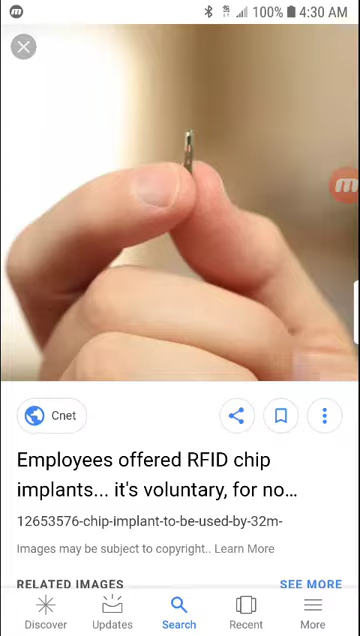 100% 4:30 AM
Cnet
Employees offered RFID chip
implants... it's voluntary, for no...
12653576-chip-implant-to-be-used-by-32m-
Images may be subject to copyright.. Learn More
RELATED IMAGES SEE MORE
Discover Updates Search Recent More